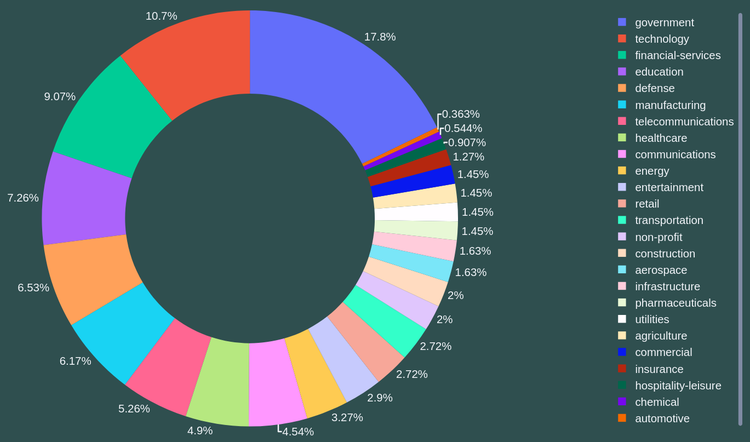 10.7%
17.8%
9.07%
0.363%
0.544%
0.907%
1.27%
1.45%
1.45%
1.45%
1.45%
1.63%
1.63%
2%
2%
2.72%
2.72%
2.9%
3.27%
4.54%
4.9%
5.26%
6.17%
6.53%
7.26%
government
technology
financial-services
education
defense
manufacturing
telecommunications
healthcare
communications
energy
entertainment
retail
transportation
non-profit
construction
aerospace
infrastructure
pharmaceuticals
utilities
agriculture
commercial
insurance
hospitality-leisure
chemical
automotive